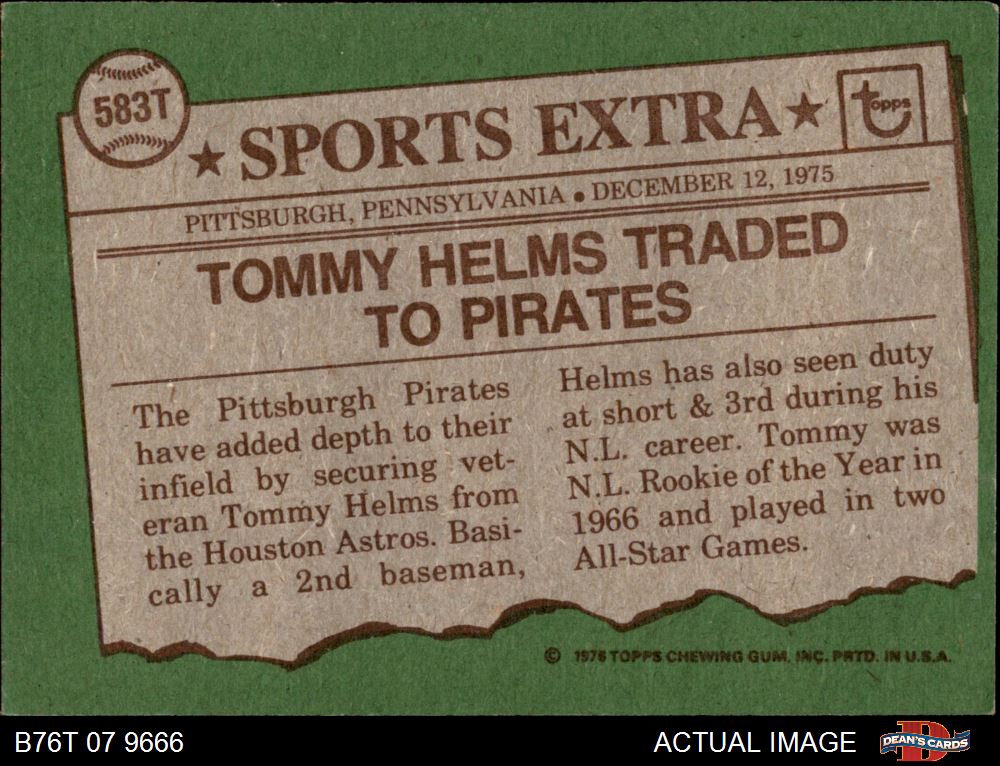 583T
★ SPORTS EXTRA ★
topps
PITTSBURGH, PENNSYLVANIA • DECEMBER 12, 1975
TOMMY HELMS TRADED
TO PIRATES
The Pittsburgh Pirates
have added depth to their
infield by securing vet-
eran Tommy Helms from
the Houston Astros. Basi-
cally a 2nd baseman,
Helms has also seen duty
at short & 3rd during his
N.L. career. Tommy was
N.L. Rookie of the Year in
1966 and played in two
All-Star Games.
© 1976 TOPPS CHEWING GUM, INC. PRTD. IN U.S.A.
B76T 07 9666
ACTUAL IMAGE
DEAN'S CARDS